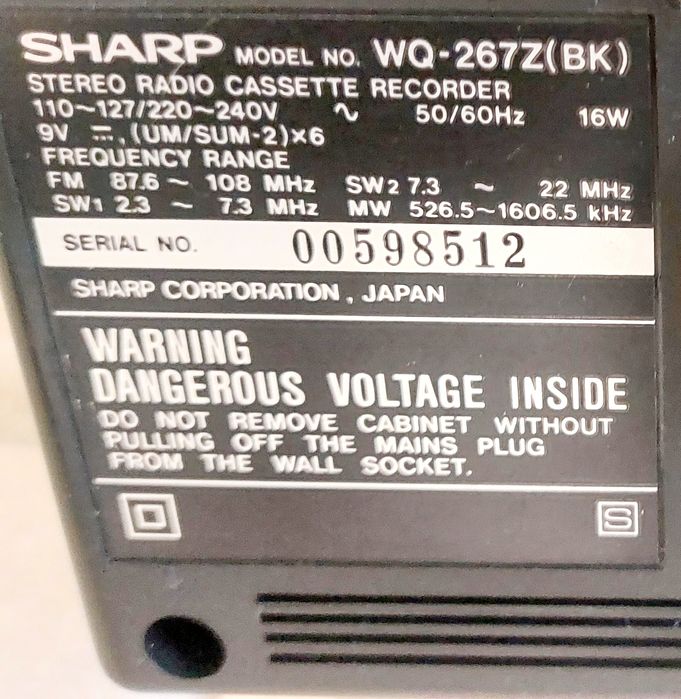 SHARP MODEL NO. WQ-267Z(BK)
STEREO RADIO CASSETTE RECORDER
110~127/220~240V ~ 50/60Hz 16W
9V ⎓, (UM/SUM-2)×6
FREQUENCY RANGE
FM 87.6 ~ 108 MHz SW2 7.3 ~ 22 MHz
SW1 2.3 ~ 7.3 MHz MW 526.5~1606.5 kHz
SERIAL NO. 00598512
SHARP CORPORATION, JAPAN
WARNING
DANGEROUS VOLTAGE INSIDE
DO NOT REMOVE CABINET WITHOUT
PULLING OFF THE MAINS PLUG
FROM THE WALL SOCKET.
S